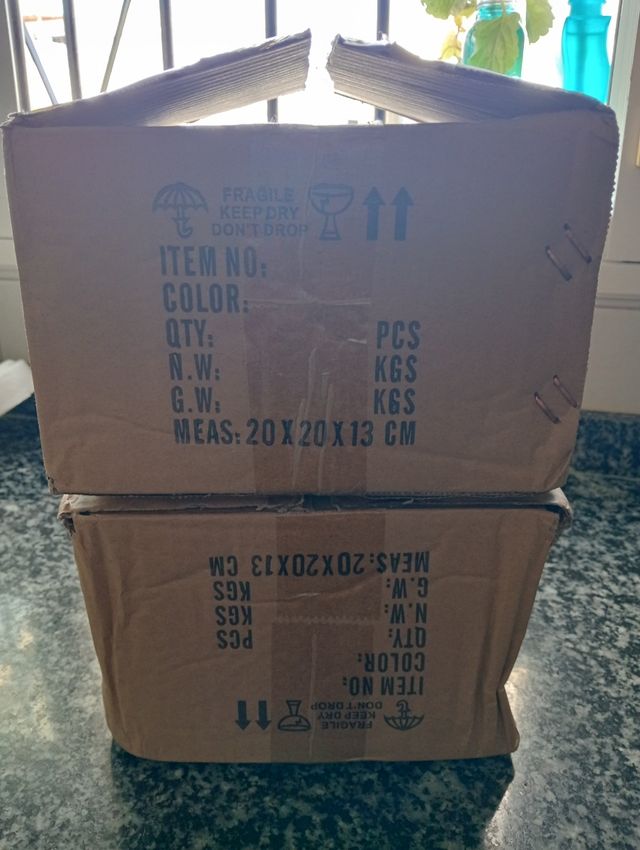 FRAGILE
KEEP DRY
DON'T DROP
ITEM NO:
COLOR:
QTY: PCS
N.W: KGS
G.W: KGS
MEAS: 20 X 20 X 13 CM
FRAGILE
KEEP DRY
DON'T DROP
ITEM NO:
COLOR:
QTY: PCS
N.W: KGS
G.W: KGS
MEAS: 20X20X13 CM